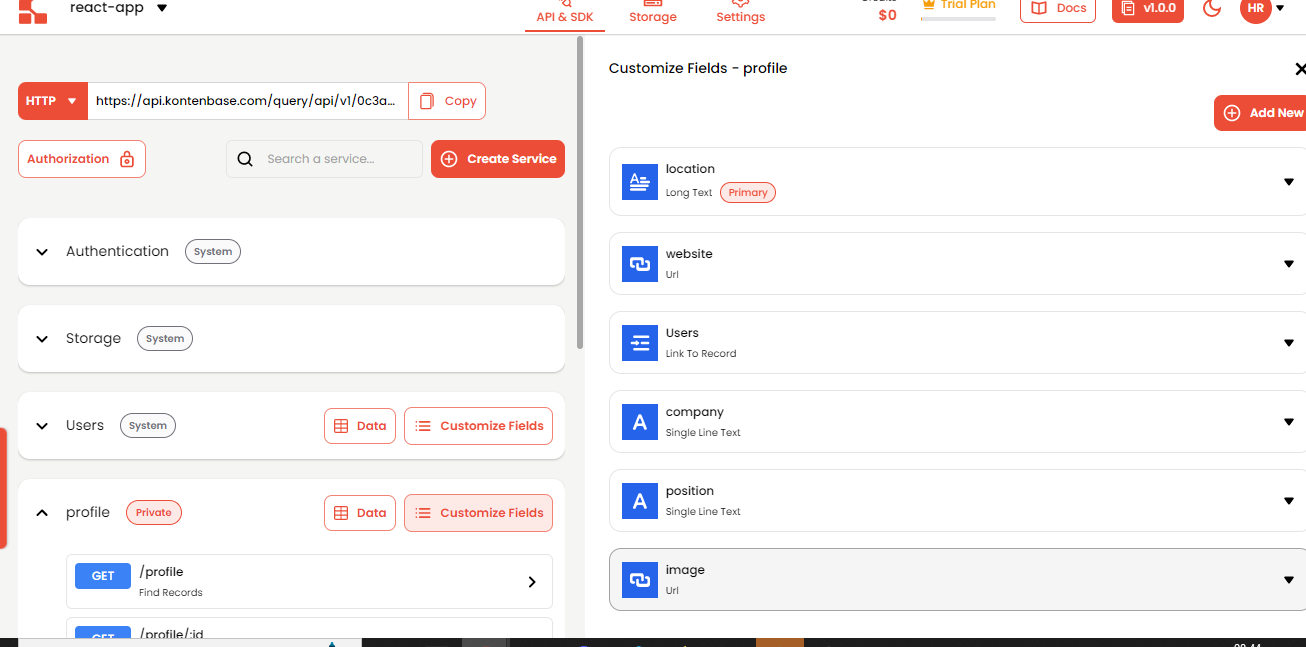 react-app
API & SDK
Storage
Settings
$0
Trial Plan
Docs
v1.0.0
HR
HTTP
https://api.kontenbase.com/query/api/v1/0c3a...
Copy
Authorization
Search a service...
Create Service
Authentication
System
Storage
System
Users
System
Data
Customize Fields
profile
Private
Data
Customize Fields
GET
/profile
Find Records
GET
/profile/:id
Customize Fields - profile
Add New
location
Long Text
Primary
website
Url
Users
Link To Record
company
Single Line Text
position
Single Line Text
image
Url